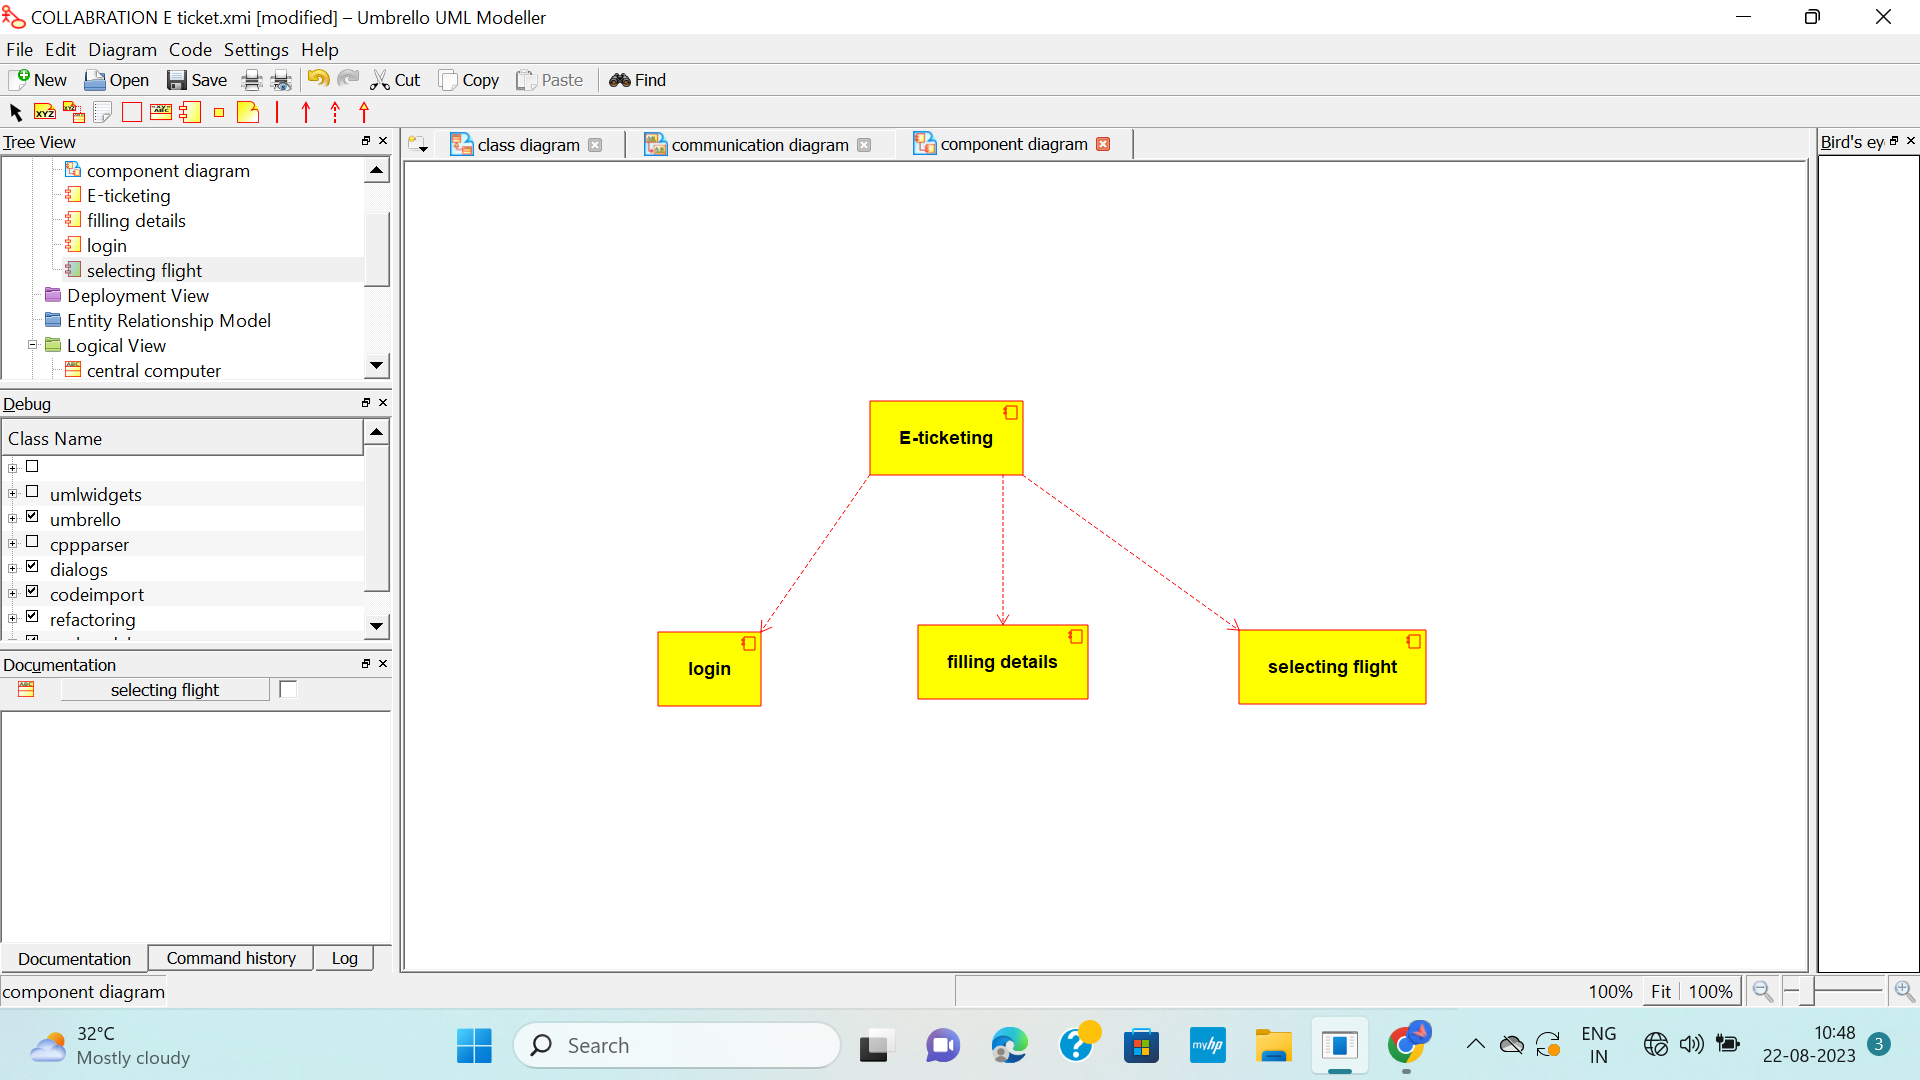 COLLABRATION E ticket.xmi [modified] – Umbrello UML Modeller
File Edit Diagram Code Settings Help
New Open Save Cut Copy Paste Find
XYZ
Tree View
component diagram
E-ticketing
filling details
login
selecting flight
Deployment View
Entity Relationship Model
Logical View
central computer
Debug
Class Name
umlwidgets
umbrello
cppparser
dialogs
codeimport
refactoring
Documentation
selecting flight
Documentation Command history Log
component diagram
class diagram communication diagram component diagram
E-ticketing
login
filling details
selecting flight
Bird's ey
100% Fit 100%
32°C
Mostly cloudy
Search
myhp
ENG
IN
10:48
22-08-2023
3